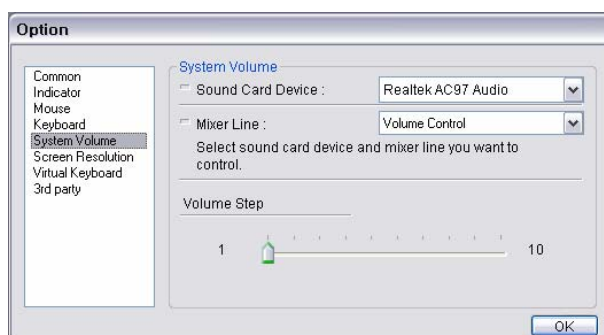 Option
Common
Indicator
Mouse
Keyboard
System Volume
Screen Resolution
Virtual Keyboard
3rd party
System Volume
Sound Card Device : Realtek AC97 Audio
Mixer Line : Volume Control
Select sound card device and mixer line you want to
control.
Volume Step
1 10
OK